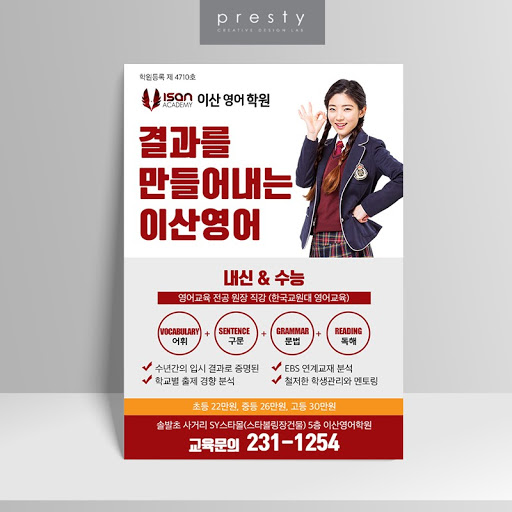 presty
CREATIVE DESIGN LAB
학원등록 제 4710호
ISAN
ACADEMY
이산 영어 학원
결과를
만들어내는
이산영어
내신 & 수능
영어교육 전공 원장 직강 (한국교원대 영어교육)
VOCABULARY + SENTENCE + GRAMMAR + READING
어휘 구문 문법 독해
수년간의 입시 결과로 증명된
EBS 연계교재 분석
학교별 출제 경향 분석
철저한 학생관리와 멘토링
초등 22만원, 중등 26만원, 고등 30만원
솔밭초 사거리 SY스타몰(스타볼링장건물) 5층 이산영어학원
교육문의 231-1254